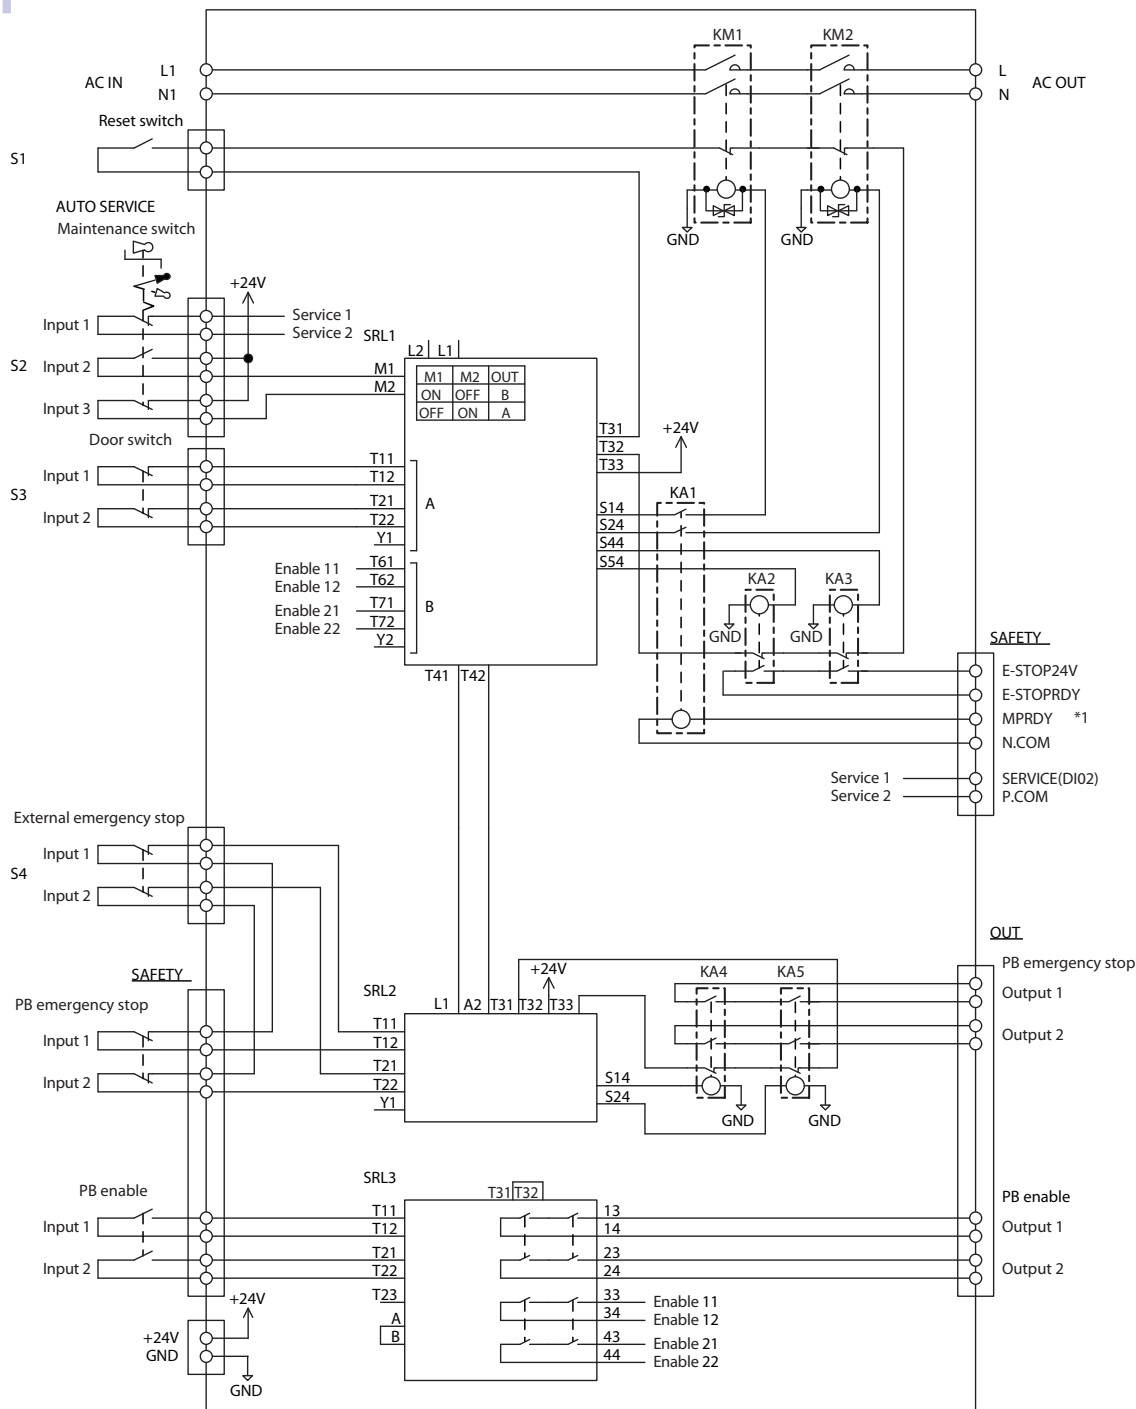 KM1 KM2
AC IN L1 L AC OUT
N1 N
Reset switch
S1
AUTO SERVICE
Maintenance switch
GND GND
+24V
Input 1 Service 1
Service 2
SRL1
S2 Input 2
Input 3
L2 L1
M1
M2
M1 M2 OUT
ON OFF B
OFF ON A
Door switch
S3 Input 1
Input 2
T11
T12
T21
T22
Y1
A
Enable 11 T61
Enable 12 T62
Enable 21 T71
Enable 22 T72
Y2
B
T31
T32
T33
+24V
KA1
S14
S24
S44
S54
KA2 KA3
GND GND
T41 T42
SAFETY
E-STOP24V
E-STOPRDY
MPRDY *1
N.COM
Service 1 SERVICE(DI02)
Service 2 P.COM
External emergency stop
S4 Input 1
Input 2
SAFETY
PB emergency stop
Input 1
Input 2
SRL2
L1 A2 T31 T32 T33
+24V
T11
T12
T21
T22
Y1
S14
S24
KA4 KA5
GND GND
OUT
PB emergency stop
Output 1
Output 2
PB enable
Input 1
Input 2
SRL3
T31 T32
T11
T12
T21
T22
T23
A
B
13
14
23
24
33 Enable 11
34 Enable 12
43 Enable 21
44 Enable 22
PB enable
Output 1
Output 2
+24V
+24V
GND
GND